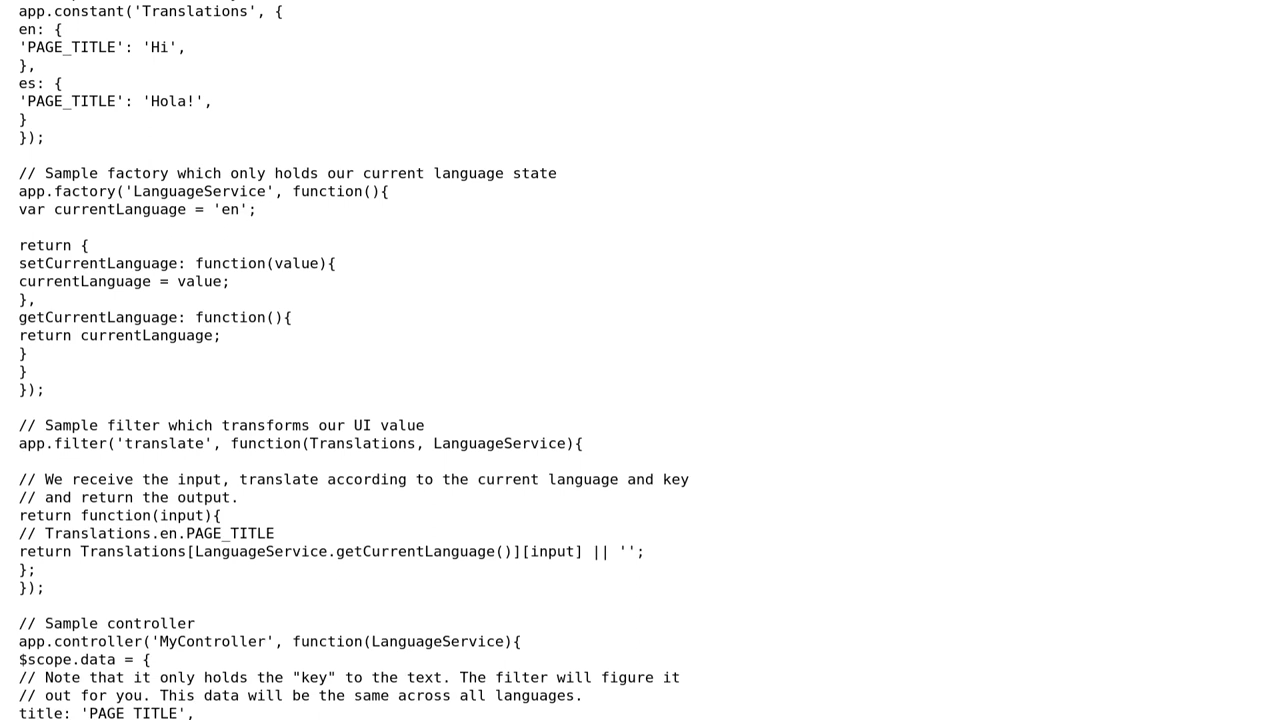 app.constant('Translations', {
en: {
'PAGE_TITLE': 'Hi',
},
es: {
'PAGE_TITLE': 'Hola!',
}
});

// Sample factory which only holds our current language state
app.factory('LanguageService', function(){
var currentLanguage = 'en';

return {
setCurrentLanguage: function(value){
currentLanguage = value;
},
getCurrentLanguage: function(){
return currentLanguage;
}
}
});

// Sample filter which transforms our UI value
app.filter('translate', function(Translations, LanguageService){

// We receive the input, translate according to the current language and key
// and return the output.
return function(input){
// Translations.en.PAGE_TITLE
return Translations[LanguageService.getCurrentLanguage()][input] || '';
};
});

// Sample controller
app.controller('MyController', function(LanguageService){
$scope.data = {
// Note that it only holds the "key" to the text. The filter will figure it
// out for you. This data will be the same across all languages.
title: 'PAGE_TITLE',